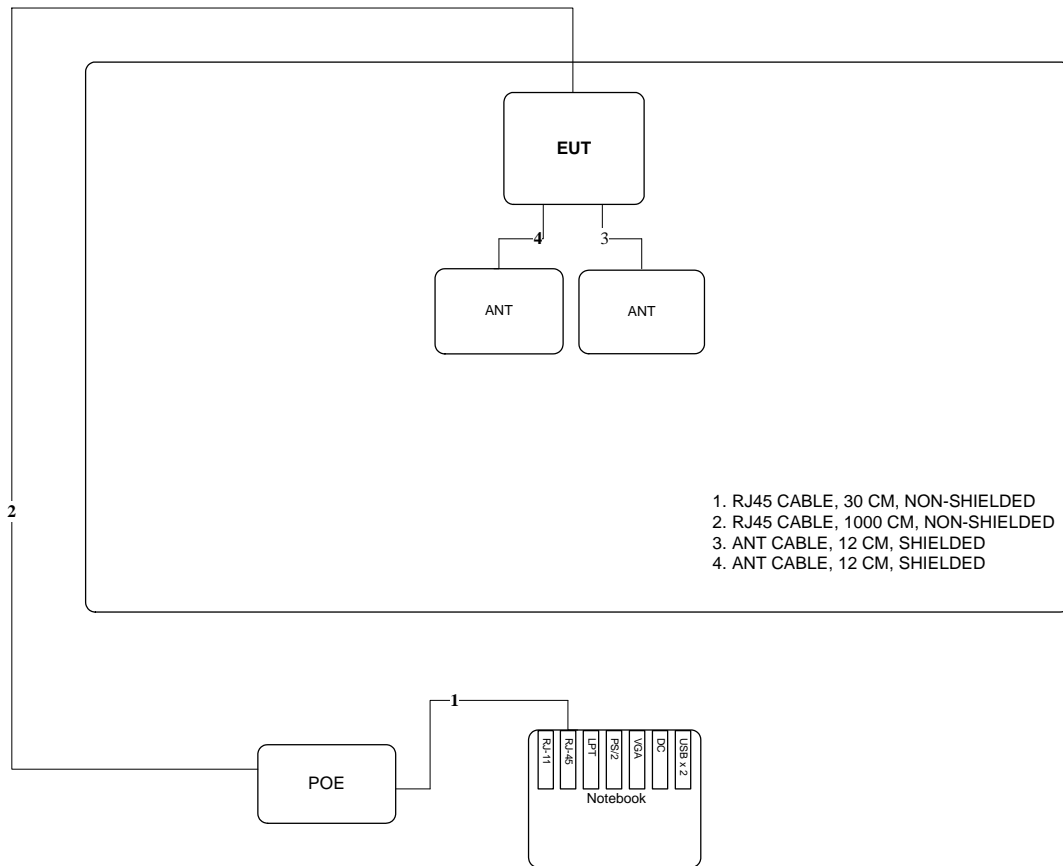 EUT
4
3
ANT
ANT
2
1. RJ45 CABLE, 30 CM, NON-SHIELDED
2. RJ45 CABLE, 1000 CM, NON-SHIELDED
3. ANT CABLE, 12 CM, SHIELDED
4. ANT CABLE, 12 CM, SHIELDED
1
POE
RJ-11
RJ-45
LPT
PS/2
VGA
DC
USB x 2
Notebook